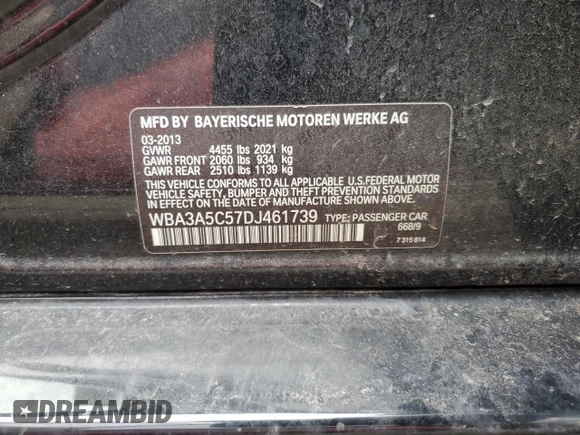 MFD BY BAYERISCHE MOTOREN WERKE AG
03-2013
GVWR 4455 lbs 2021 kg
GAWR FRONT 2060 lbs 934 kg
GAWR REAR 2510 lbs 1139 kg
THIS VEHICLE CONFORMS TO ALL APPLICABLE U.S.FEDERAL MOTOR
VEHICLE SAFETY, BUMPER AND THEFT PREVENTION STANDARDS
IN EFFECT ON THE DATE OF MANUFACTURE SHOWN ABOVE.
WBA3A5C57DJ461739 TYPE: PASSENGER CAR
668/9
7 315 814
DREAMBID